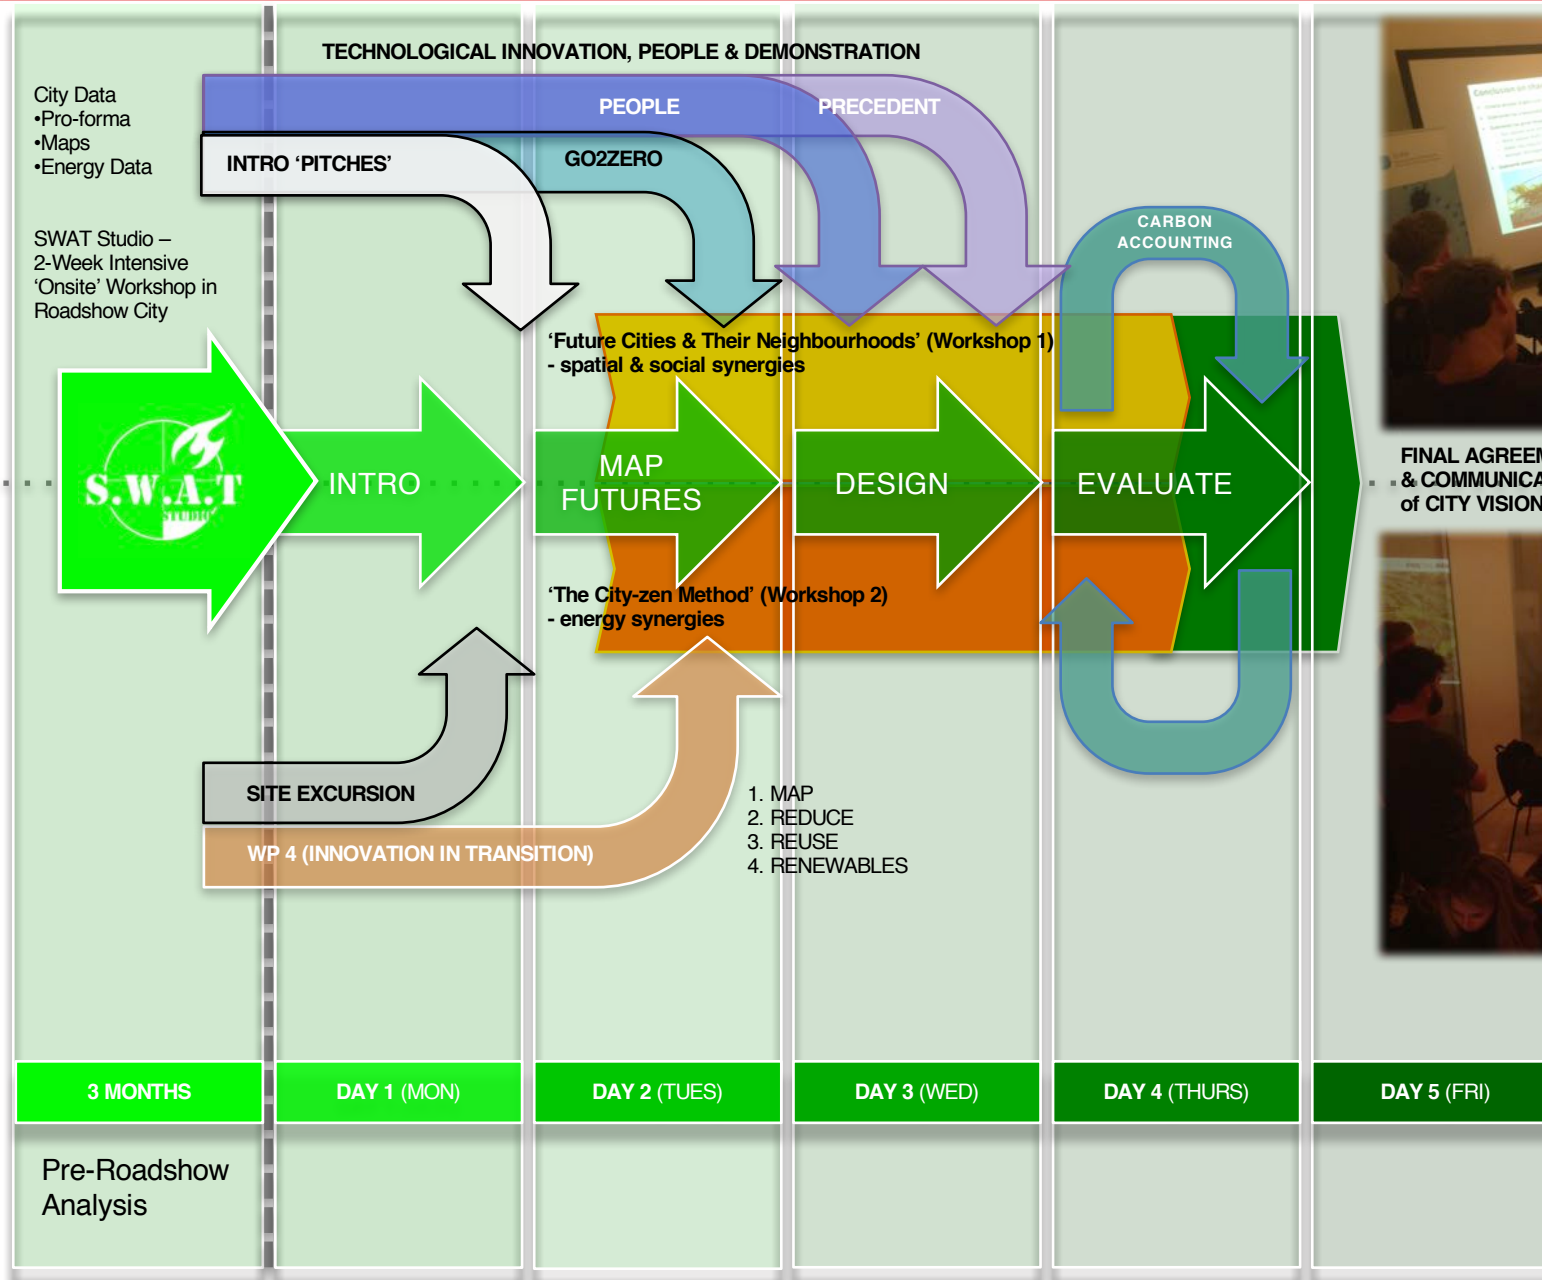 TECHNOLOGICAL INNOVATION, PEOPLE & DEMONSTRATION
City Data
•Pro-forma
•Maps
•Energy Data
PEOPLE
PRECEDENT
INTRO ‘PITCHES’
GO2ZERO
CARBON
ACCOUNTING
SWAT Studio –
2-Week Intensive
‘Onsite’ Workshop in
Roadshow City
‘Future Cities & Their Neighbourhoods’ (Workshop 1)
- spatial & social synergies
S.W.A.T
STUDIO
INTRO
MAP
FUTURES
DESIGN
EVALUATE
FINAL AGREEM
& COMMUNICA
of CITY VISION
‘The City-zen Method’ (Workshop 2)
- energy synergies
SITE EXCURSION
WP 4 (INNOVATION IN TRANSITION)
1. MAP
2. REDUCE
3. REUSE
4. RENEWABLES
3 MONTHS
DAY 1 (MON)
DAY 2 (TUES)
DAY 3 (WED)
DAY 4 (THURS)
DAY 5 (FRI)
Pre-Roadshow
Analysis